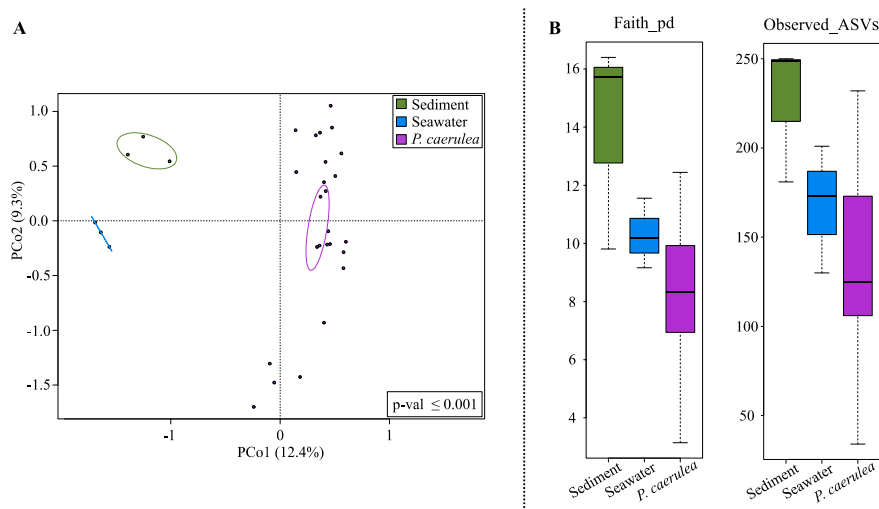 A
PCo2 (9.3%)
1.0
0.5
0.0
-0.5
-1.0
-1.5
Sediment
Seawater
P. caerulea
p-val ≤ 0.001
-1
0
1
PCo1 (12.4%)
B
Faith_pd
16
14
12
10
8
6
4
Sediment
Seawater
P. caerulea
Observed_ASVs
250
200
150
100
50
Sediment
Seawater
P. caerulea